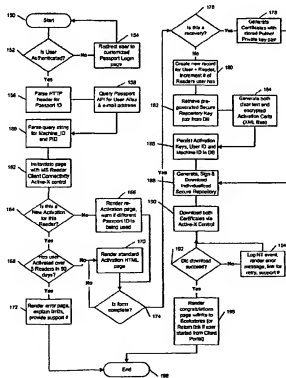 150
Start
152
Is User Authenticated?
No
154
Redirect user to customized Passport Login page
Yes
156
Parse HTTP header for Passport ID
158
Query Passport API for User Alias & e-mail address
160
Parse query string for Machine_ID and PID
162
Instantiate page with MS Reader Client Connectivity Active-X control
164
Is this a New Activation for this Reader?
No
166
Render re-Activation page, warn if different Passport ID is being used
Yes
168
Has user Activated over 5 Readers in 90 days?
No
170
Render standard Activation HTML page
No
Yes
172
Render error page, explain limits, provide support #
Is form complete?
174
Yes
176
Is this a recovery?
Yes
178
Generate Certificates with stored Public/Private key pair
No
180
Create new record for User + Reader, Increment # of Readers user has
182
Retrieve pre-generated Secure Repository Key pair from DB
184
Generate both clear text and encrypted Activation Certs (XML files)
186
Persist Activation Keys, User ID and Machine ID in DB
188
Generate, Sign & Download Individualized Secure Repository
190
Download both Certificates via Active-X Control
192
Did download succeed?
No
194
Log NT event, render error message, link for retry, support #
Yes
196
Render congratulations page w/links to Bookstores (or Return link if user started from Client Portal)
End
198